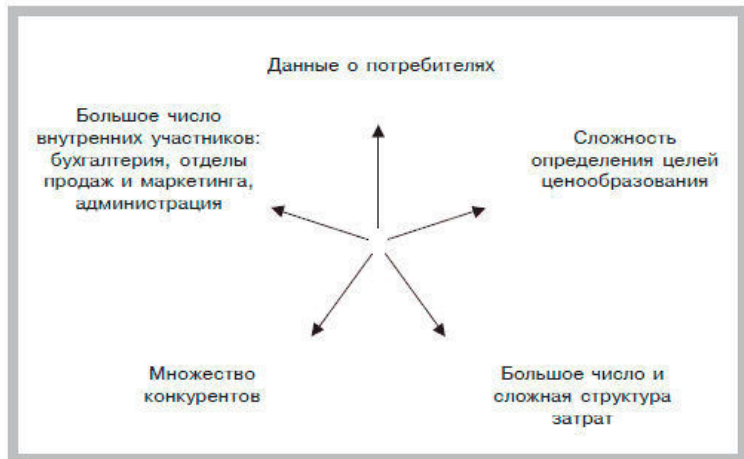 Данные о потребителях
Большое число
внутренних участников:
бухгалтерия, отделы
продаж и маркетинга,
администрация
Сложность
определения целей
ценообразования
Множество
конкурентов
Большое число и
сложная структура
затрат